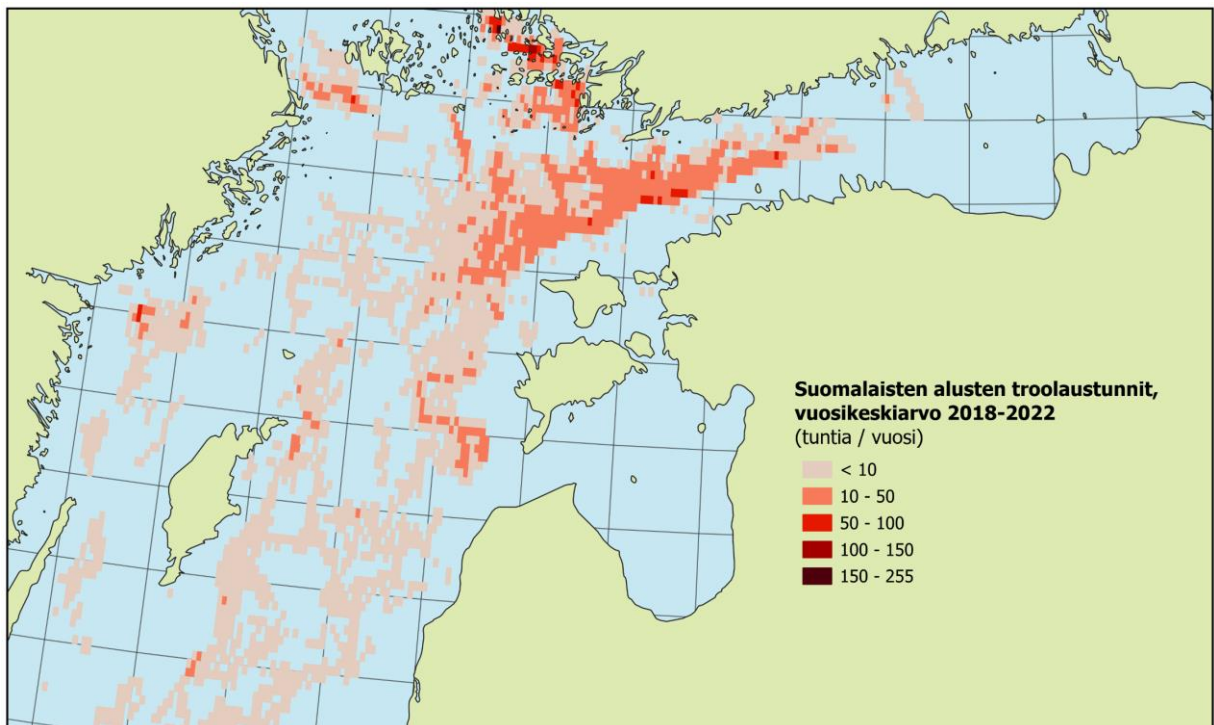 Suomalaisten alusten troolaustunnit,
vuosikeskiarvo 2018-2022
(tuntia / vuosi)
< 10
10 - 50
50 - 100
100 - 150
150 - 255